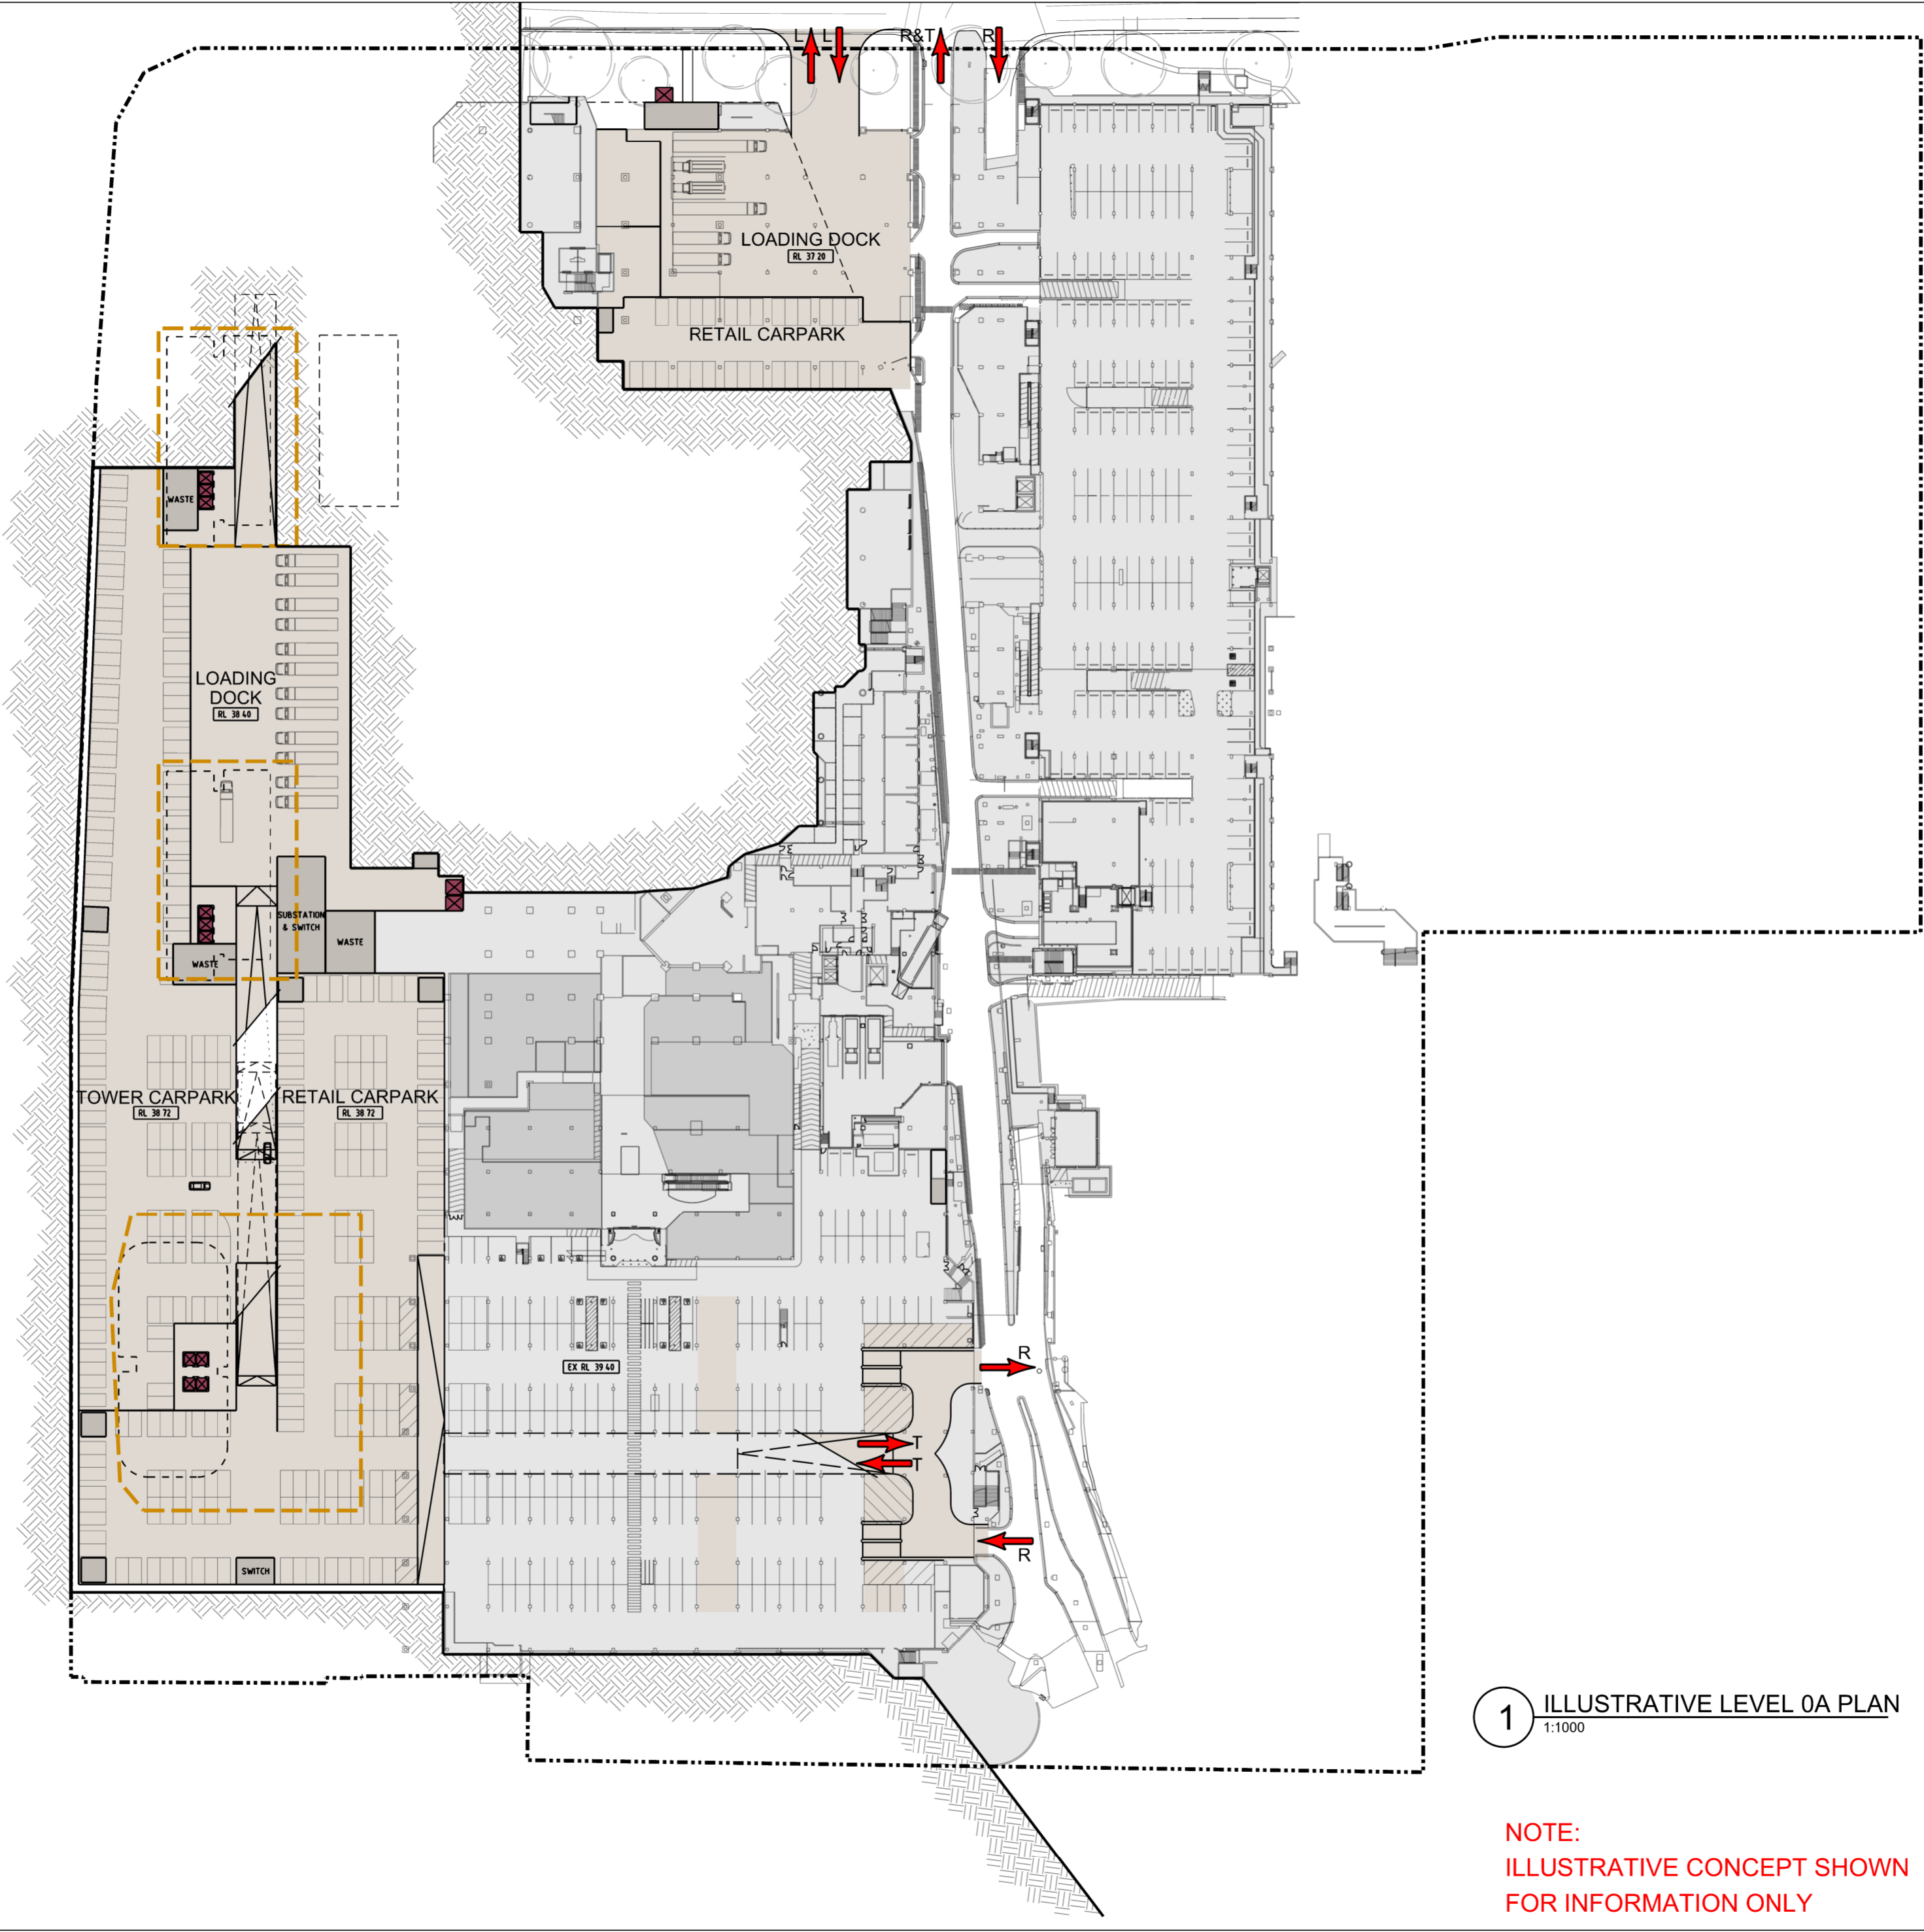 L L R&T R
LOADING DOCK
RL 37 20
RETAIL CARPARK
WASTE
LOADING
DOCK
RL 38 40
SUBSTATION
& SWITCH
WASTE
WASTE
TOWER CARPARK
RL 38 72
RETAIL CARPARK
RL 38 72
R
EX RL 39 40
T
T
R
SWITCH
1
ILLUSTRATIVE LEVEL 0A PLAN
1:1000
NOTE:
ILLUSTRATIVE CONCEPT SHOWN
FOR INFORMATION ONLY